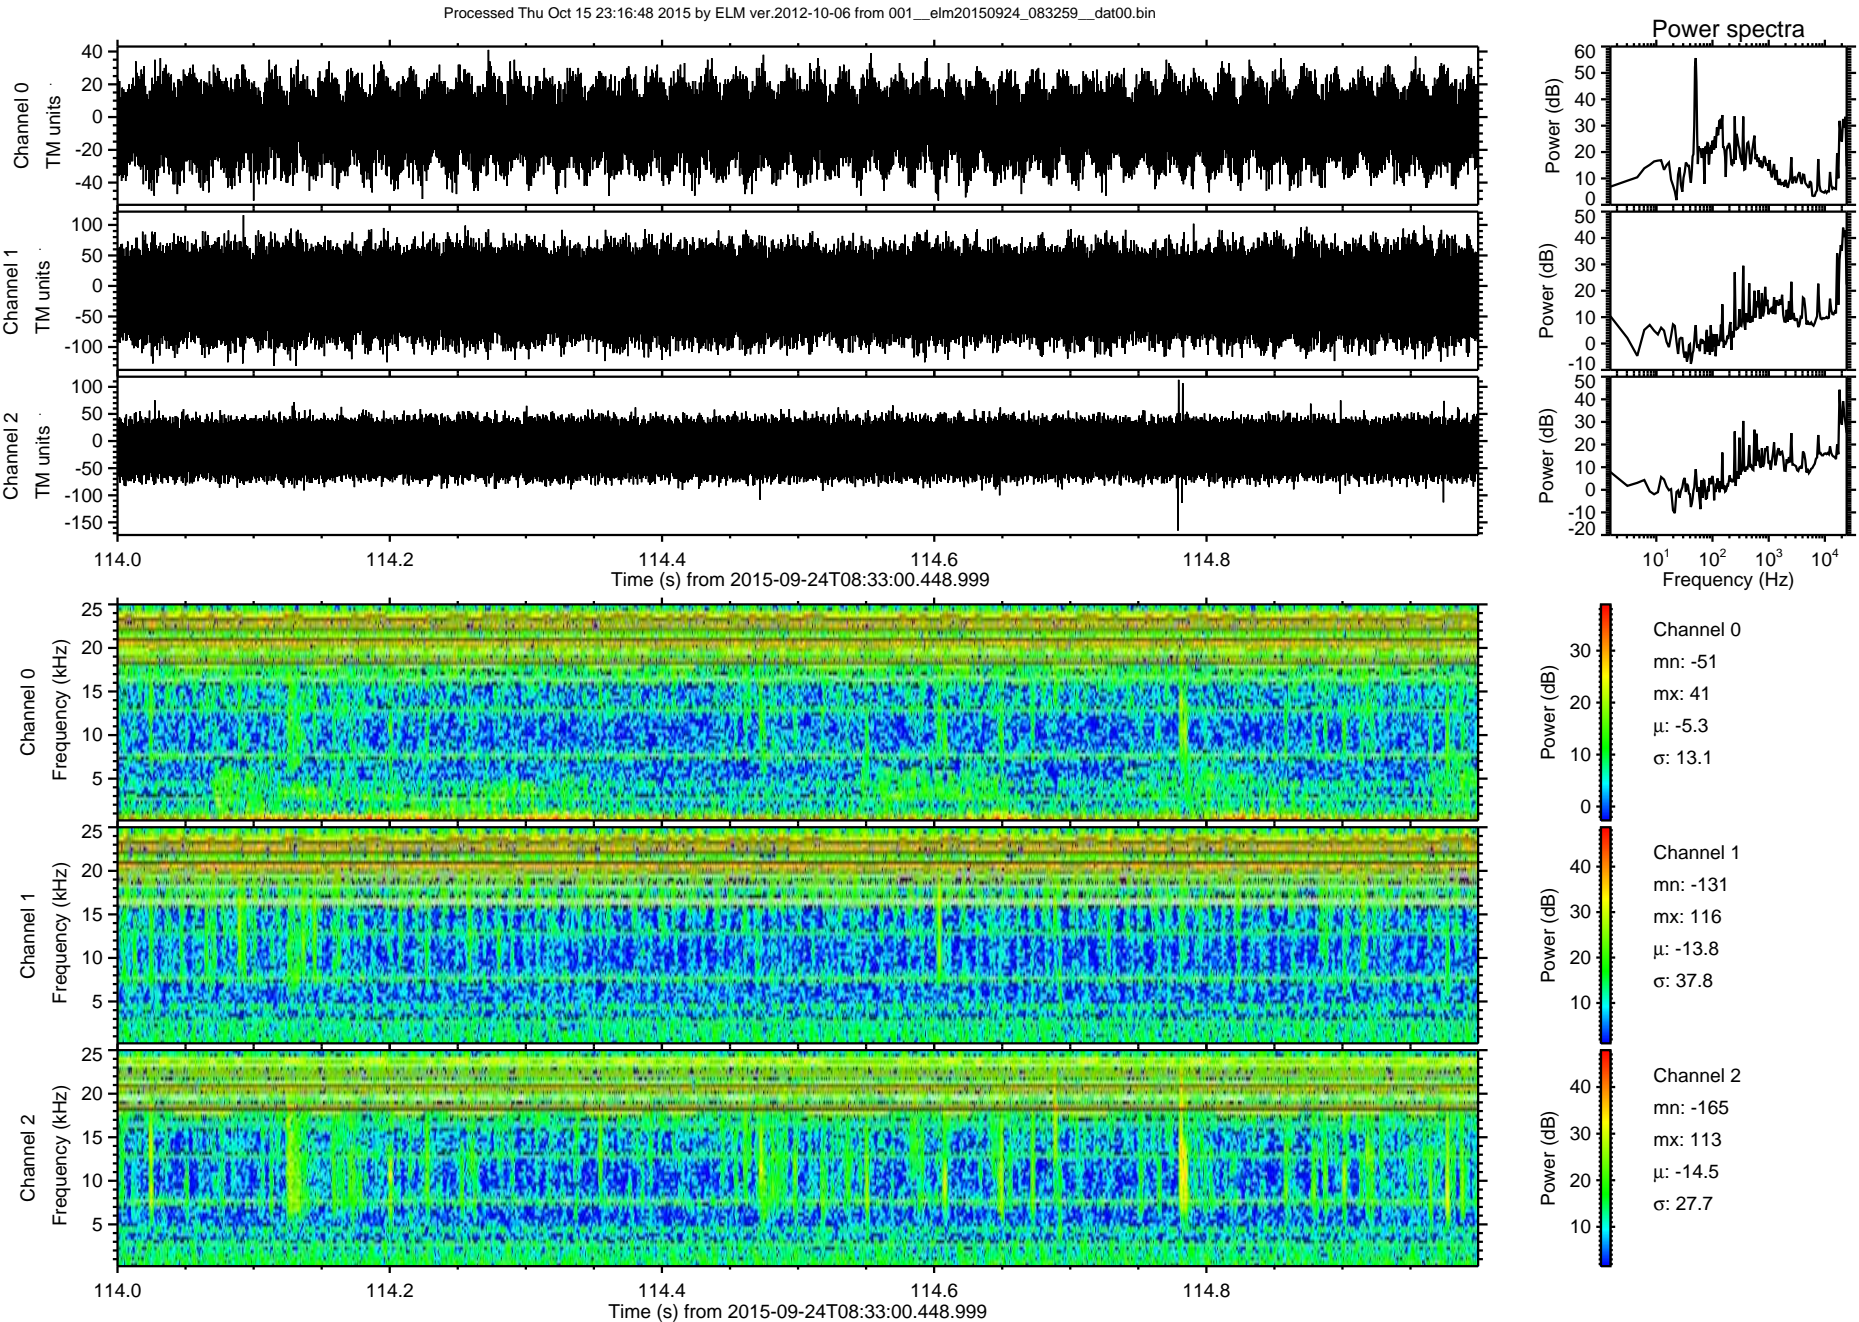 Processed Thu Oct 15 23:16:48 2015 by ELM ver.2012-10-06 from 001__elm20150924_083259__dat00.bin
Power spectra
Channel 0
TM units
40
20
0
-20
-40
Power (dB)
60
50
40
30
20
10
0
Channel 1
TM units
100
50
0
-50
-100
Power (dB)
50
40
30
20
10
0
-10
Channel 2
TM units
100
50
0
-50
-100
-150
Power (dB)
50
40
30
20
10
0
-10
-20
114.0 114.2 114.4 114.6 114.8
Time (s) from 2015-09-24T08:33:00.448.999
10¹ 10² 10³ 10⁴
Frequency (Hz)
Channel 0
Frequency (kHz)
25
20
15
10
5
Power (dB)
30
20
10
0
Channel 0
mn: -51
mx: 41
μ: -5.3
σ: 13.1
Channel 1
Frequency (kHz)
25
20
15
10
5
Power (dB)
40
30
20
10
Channel 1
mn: -131
mx: 116
μ: -13.8
σ: 37.8
Channel 2
Frequency (kHz)
25
20
15
10
5
Power (dB)
40
30
20
10
Channel 2
mn: -165
mx: 113
μ: -14.5
σ: 27.7
114.0 114.2 114.4 114.6 114.8
Time (s) from 2015-09-24T08:33:00.448.999